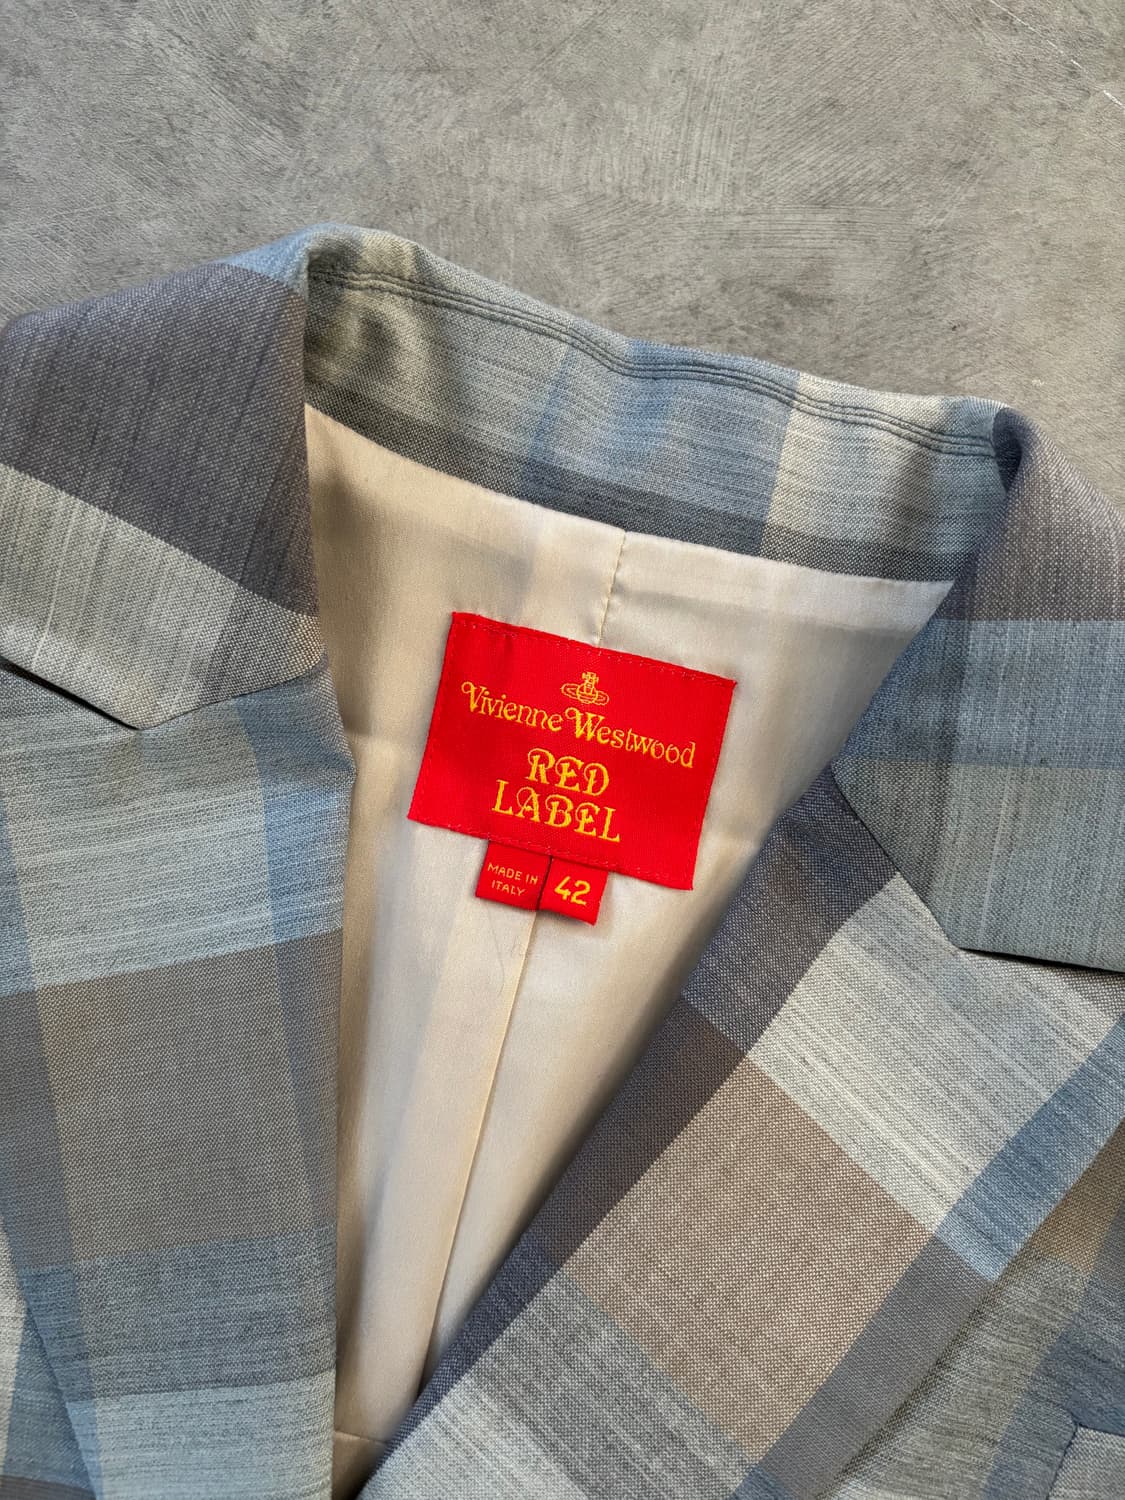 Vivienne Westwood
RED
LABEL
MADE IN
ITALY
42